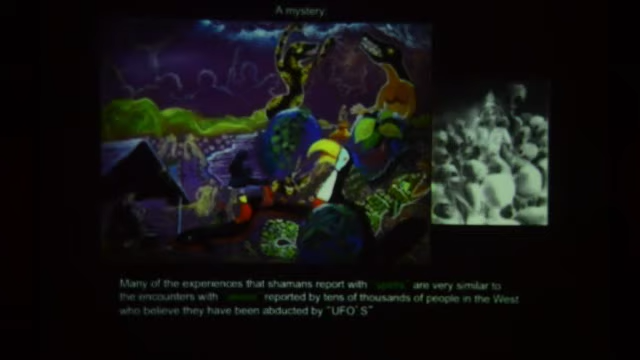 A mystery:
Many of the experiences that shamans report with spirits are very similar to
the encounters with reported by tens of thousands of people in the West
who believe they have been abducted by "UFO'S"